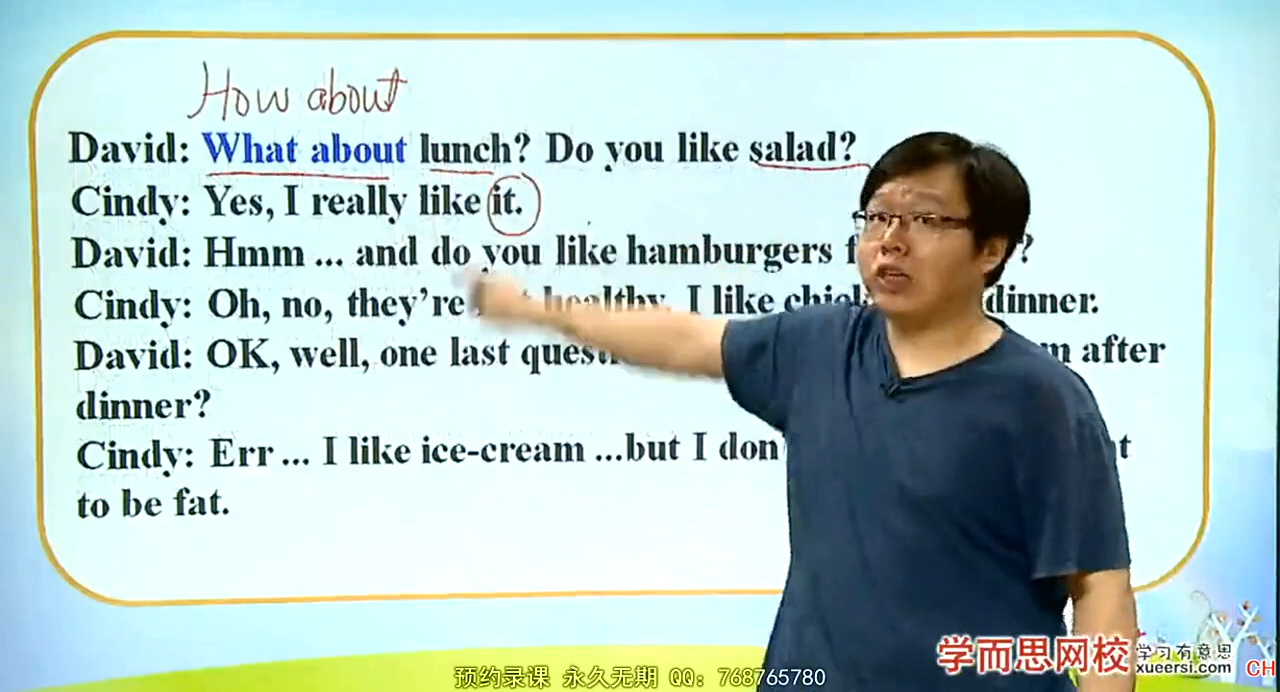 How about
David: What about lunch? Do you like salad?
Cindy: Yes, I really like it.
David: Hmm ... and do you like hamburgers ?
Cindy: Oh, no, they're healthy. I like dinner.
David: OK, well, one last after
dinner?
Cindy: Err ... I like ice-cream ...but I
to be fat.
学而思网校
学习有意思
xueersi.com
预约录课 永久无期 QQ：768765780
CH